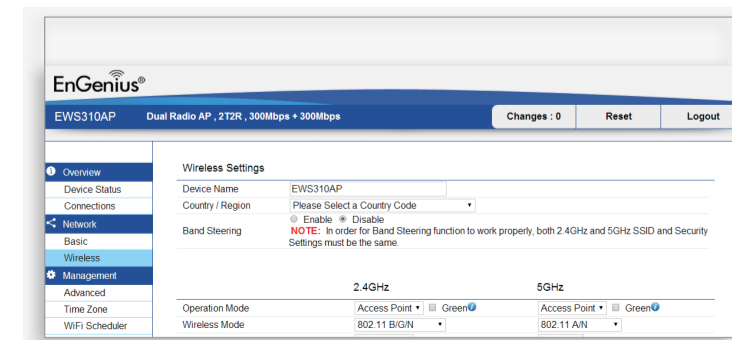 EnGenius®
EWS310AP Dual Radio AP , 2T2R , 300Mbps + 300Mbps Changes : 0 Reset Logout
Overview
Device Status
Connections
Network
Basic
Wireless
Management
Advanced
Time Zone
WiFi Scheduler
Wireless Settings
Device Name EWS310AP
Country / Region Please Select a Country Code
Band Steering Enable Disable
NOTE: In order for Band Steering function to work properly, both 2.4GHz and 5GHz SSID and Security
Settings must be the same.
2.4GHz 5GHz
Operation Mode Access Point Green Access Point Green
Wireless Mode 802.11 B/G/N 802.11 A/N